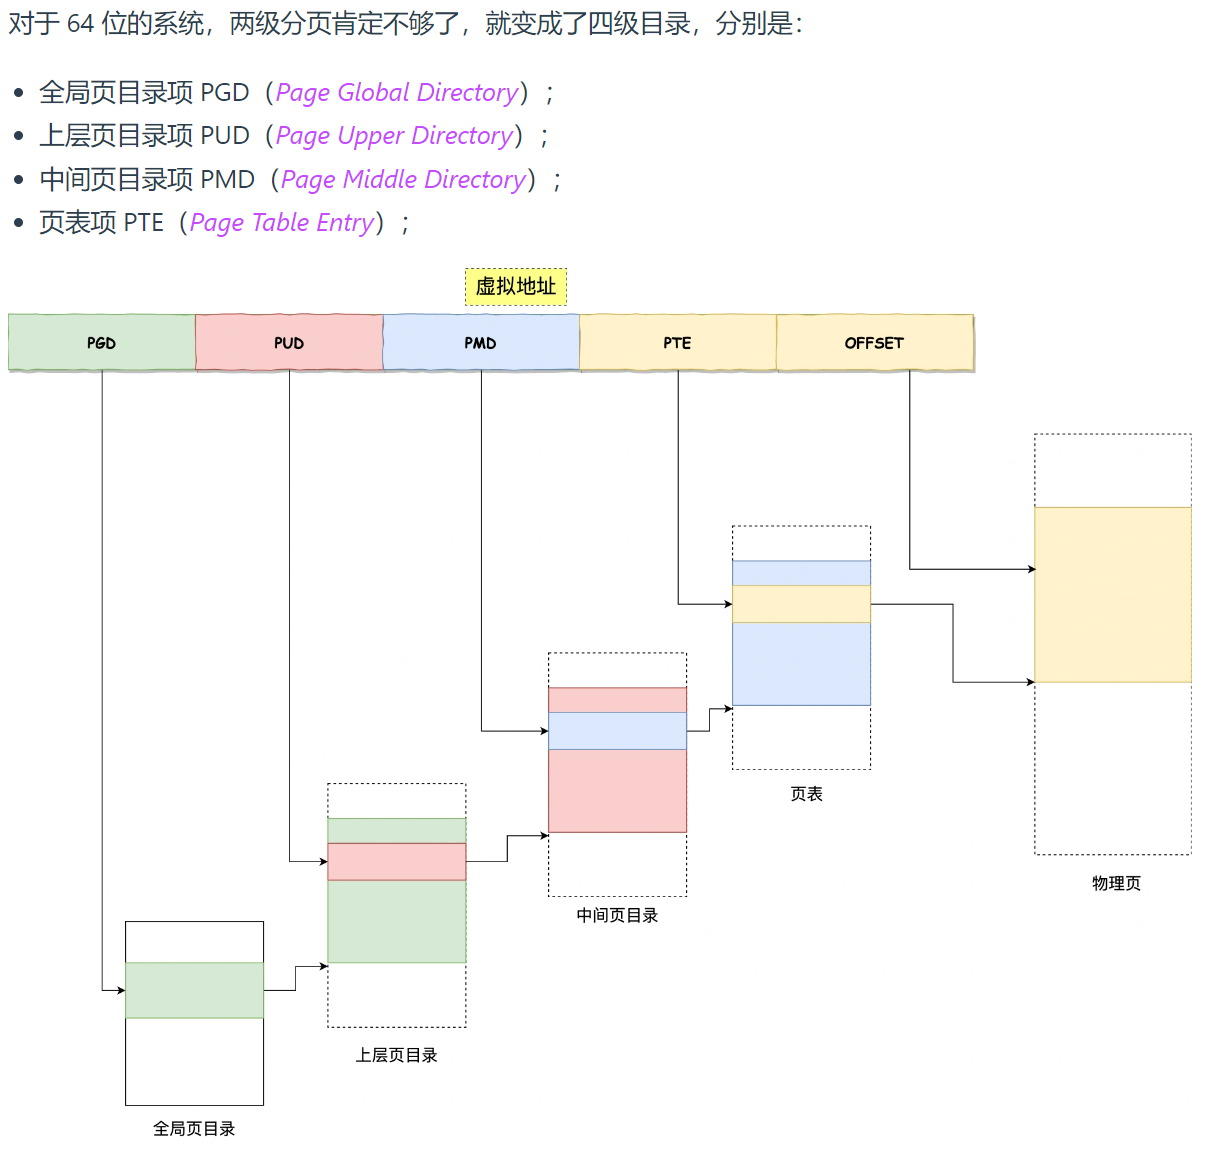 对于 64 位的系统，两级分页肯定不够了，就变成了四级目录，分别是：
全局页目录项 PGD（Page Global Directory）；
上层页目录项 PUD（Page Upper Directory）；
中间页目录项 PMD（Page Middle Directory）；
页表项 PTE（Page Table Entry）；
虚拟地址
PGD PUD PMD PTE OFFSET
页表
物理页
中间页目录
上层页目录
全局页目录